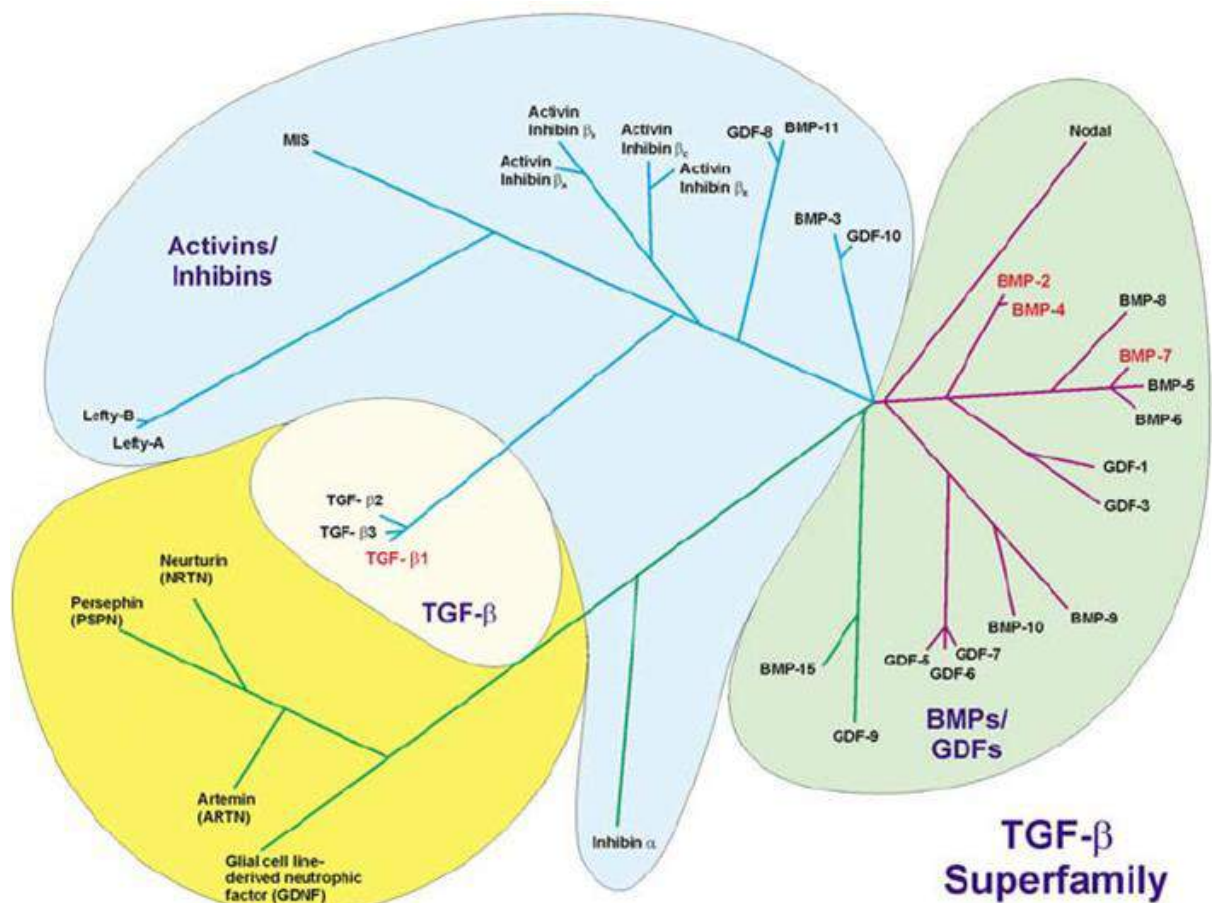 MIS
Activin
Inhibin β
Activin
Inhibin βA
Activin
Inhibin βC
Activin
Inhibin βE
GDF-8
BMP-11
BMP-3
GDF-10
Activins/
Inhibins
Lefty-B
Lefty-A
Nodal
BMP-2
BMP-4
BMP-8
BMP-7
BMP-5
BMP-6
GDF-1
GDF-3
BMP-9
BMP-10
GDF-5
GDF-7
GDF-6
BMP-15
GDF-9
BMPs/
GDFs
TGF- β2
TGF- β3
TGF- β1
TGF-β
Neurturin
(NRTN)
Persephin
(PSPN)
Artemin
(ARTN)
Glial cell line-
derived neutrophic
factor (GDNF)
Inhibin α
TGF-β
Superfamily